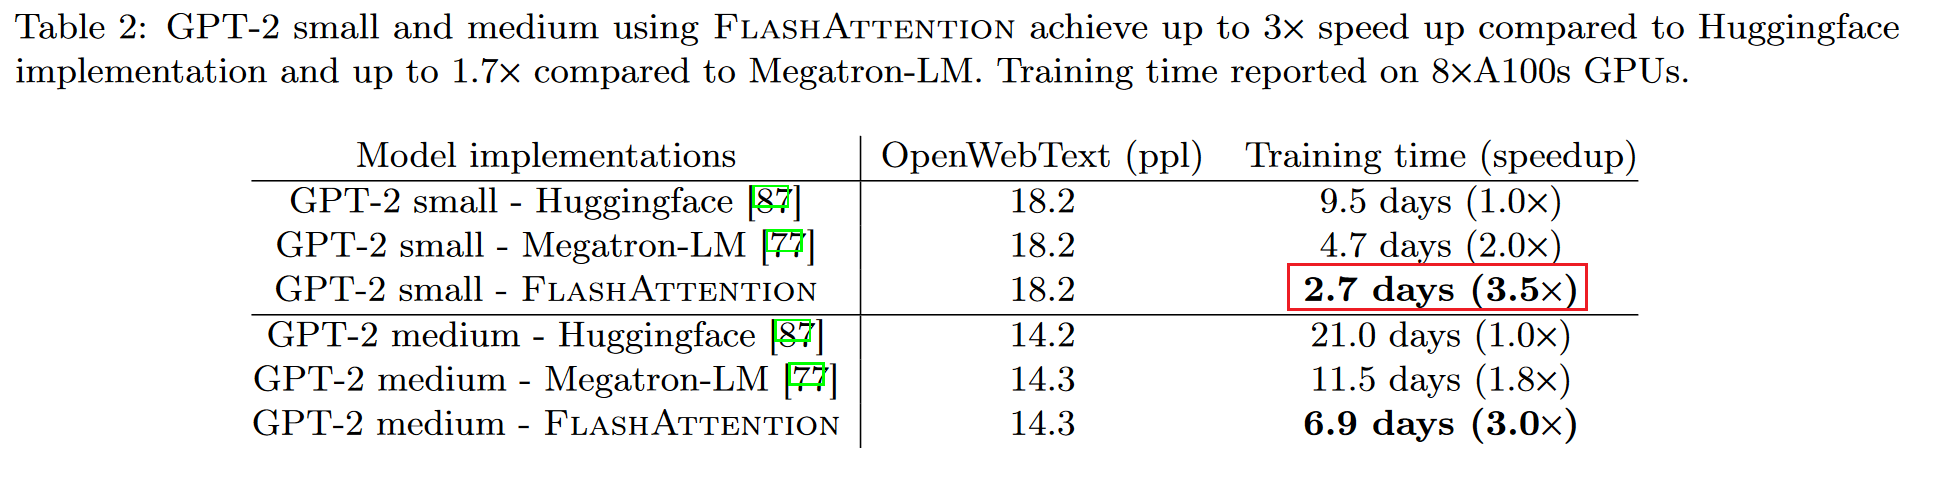 Table 2: GPT-2 small and medium using FLASHATTENTION achieve up to 3× speed up compared to Huggingface
implementation and up to 1.7× compared to Megatron-LM. Training time reported on 8×A100s GPUs.
Model implementations OpenWebText (ppl) Training time (speedup)
GPT-2 small - Huggingface [87] 18.2 9.5 days (1.0×)
GPT-2 small - Megatron-LM [77] 18.2 4.7 days (2.0×)
GPT-2 small - FLASHATTENTION 18.2 2.7 days (3.5×)
GPT-2 medium - Huggingface [87] 14.2 21.0 days (1.0×)
GPT-2 medium - Megatron-LM [77] 14.3 11.5 days (1.8×)
GPT-2 medium - FLASHATTENTION 14.3 6.9 days (3.0×)